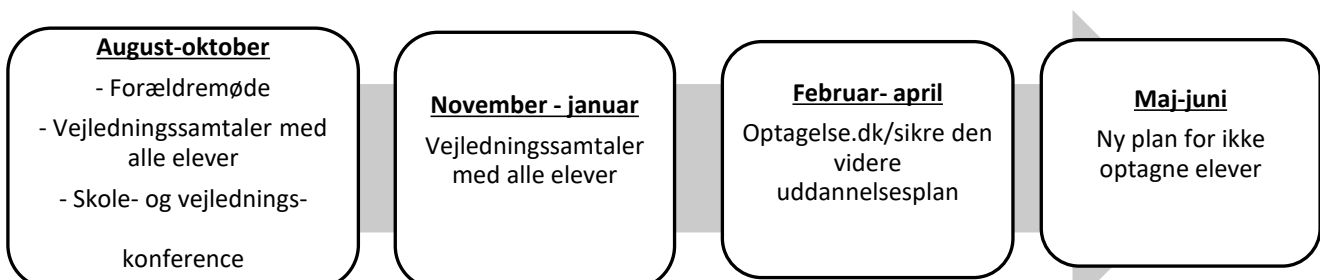 August-oktober
- Forældremøde
- Vejledningssamtaler med
alle elever
- Skole- og vejlednings-
konference
November - januar
Vejledningssamtaler
med alle elever
Februar- april
Optagelse.dk/sikre den
videre
uddannelsesplan
Maj-juni
Ny plan for ikke
optagne elever